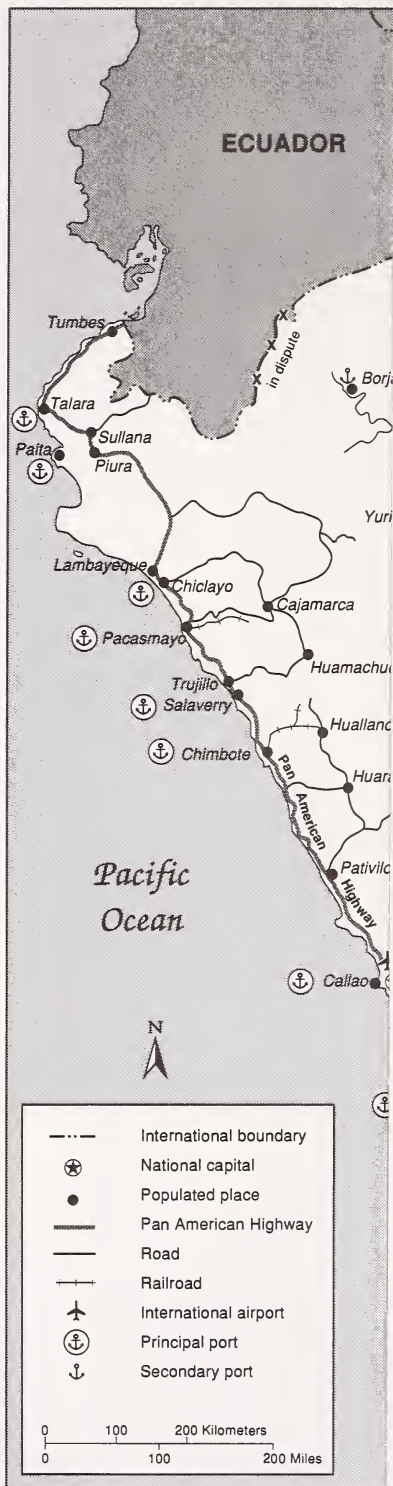 ECUADOR
Tumbes
in dispute
Borja
Talara
Sullana
Paita
Piura
Yuri
Lambayeque
Chiclayo
Cajamarca
Pacasmayo
Huamachu
Trujillo
Salaverry
Hualland
Chimbote
Pan
American
Highway
Huara
Pacific
Ocean
Pativilc
Callao
N
International boundary
National capital
Populated place
Pan American Highway
Road
Railroad
International airport
Principal port
Secondary port
0 100 200 Kilometers
0 100 200 Miles